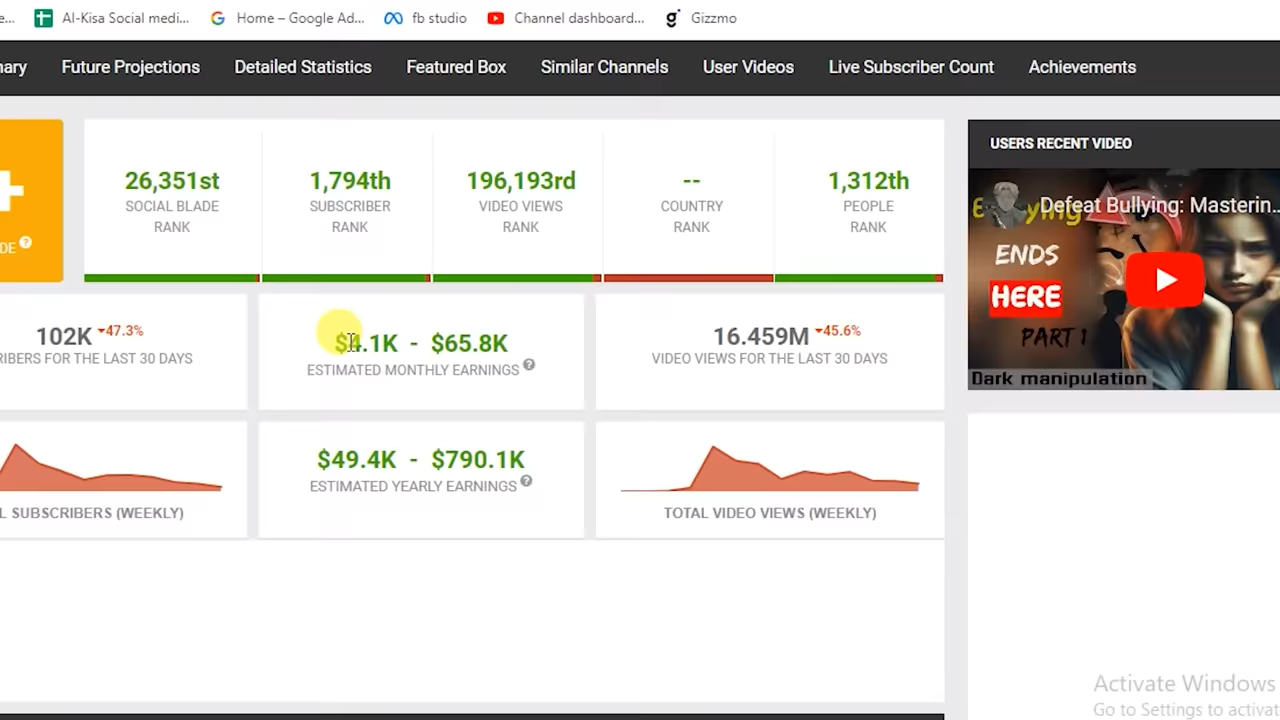 e...
Al-Kisa Social medi...
Home – Google Ad...
fb studio
Channel dashboard...
Gizzmo
ary
Future Projections
Detailed Statistics
Featured Box
Similar Channels
User Videos
Live Subscriber Count
Achievements
DE
26,351st
SOCIAL BLADE
RANK
1,794th
SUBSCRIBER
RANK
196,193rd
VIDEO VIEWS
RANK
--
COUNTRY
RANK
1,312th
PEOPLE
RANK
102K 47.3%
RIBERS FOR THE LAST 30 DAYS
$4.1K - $65.8K
ESTIMATED MONTHLY EARNINGS
16.459M 45.6%
VIDEO VIEWS FOR THE LAST 30 DAYS
L SUBSCRIBERS (WEEKLY)
$49.4K - $790.1K
ESTIMATED YEARLY EARNINGS
TOTAL VIDEO VIEWS (WEEKLY)
USERS RECENT VIDEO
Defeat Bullying: Masterin...
ENDS
HERE
PART 1
Dark manipulation
Activate Windows
Go to Settings to activat